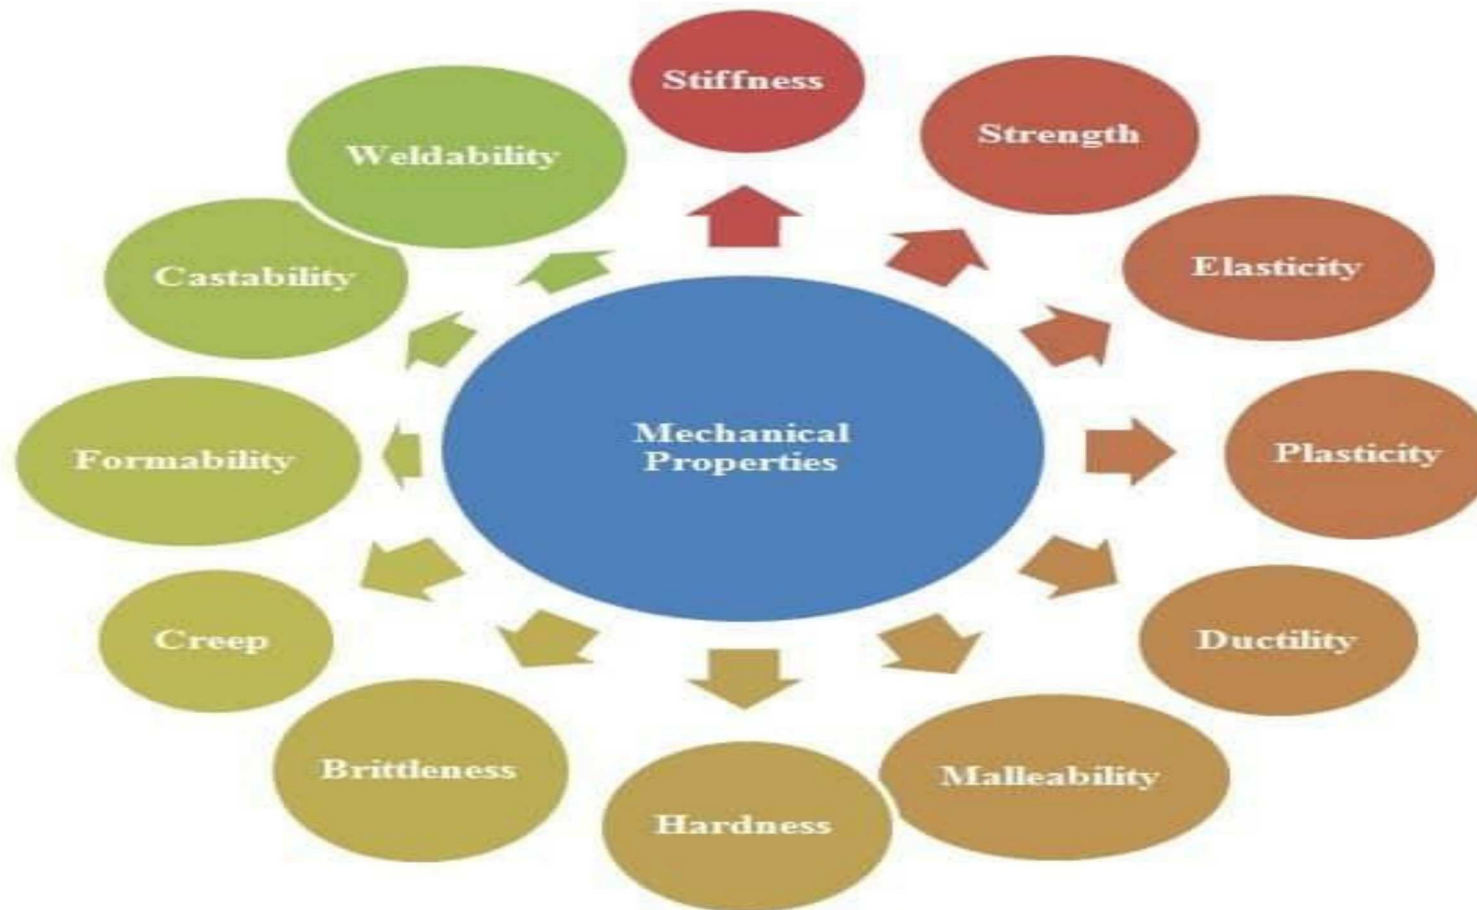 Stiffness
Strength
Elasticity
Plasticity
Ductility
Malleability
Hardness
Brittleness
Creep
Formability
Castability
Weldability
Mechanical
Properties